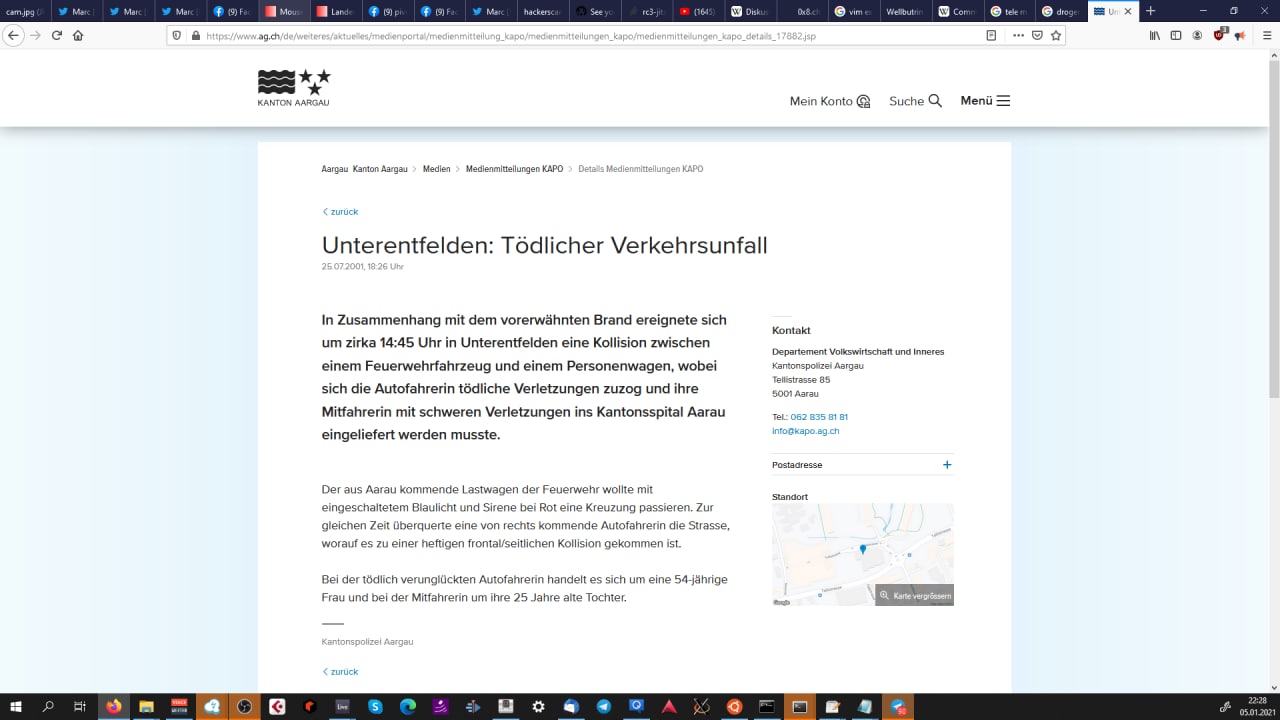 cam.jpg (
Marc
Marc (
Marc (
(9) Fac
Mouse
Lander
(9) Fac
piv
(9) Fac
Marc (
hackerscar
See yo
rc3-jits
(1645)
Diskus
0x8.ch
vim es
Wellbutrin
Comm
tele m
droge
Unt
https://www.ag.ch/de/weiteres/aktuelles/medienportal/medienmitteilung_kapo/medienmitteilungen_kapo/medienmitteilungen_kapo_details_17882.jsp
KANTON AARGAU
Mein Konto
Suche
Menü
Aargau Kanton Aargau > Medien > Medienmitteilungen KAPO > Details Medienmitteilungen KAPO
zurück
Unterentfelden: Tödlicher Verkehrsunfall
25.07.2001, 18:26 Uhr
In Zusammenhang mit dem vorerwähnten Brand ereignete sich
um zirka 14:45 Uhr in Unterentfelden eine Kollision zwischen
einem Feuerwehrfahrzeug und einem Personenwagen, wobei
sich die Autofahrerin tödliche Verletzungen zuzog und ihre
Mitfahrerin mit schweren Verletzungen ins Kantonsspital Aarau
eingeliefert werden musste.
Der aus Aarau kommende Lastwagen der Feuerwehr wollte mit
eingeschaltetem Blaulicht und Sirene bei Rot eine Kreuzung passieren. Zur
gleichen Zeit überquerte eine von rechts kommende Autofahrerin die Strasse,
worauf es zu einer heftigen frontal/seitlichen Kollision gekommen ist.
Bei der tödlich verunglückten Autofahrerin handelt es sich um eine 54-jährige
Frau und bei der Mitfahrerin um ihre 25 Jahre alte Tochter.
Kantonspolizei Aargau
zurück
Kontakt
Departement Volkswirtschaft und Inneres
Kantonspolizei Aargau
Tellistrasse 85
5001 Aarau
Tel.: 062 835 81 81
info@kapo.ag.ch
Postadresse
Standort
Google
Karte vergrössern
Live
22:28
05.01.2021